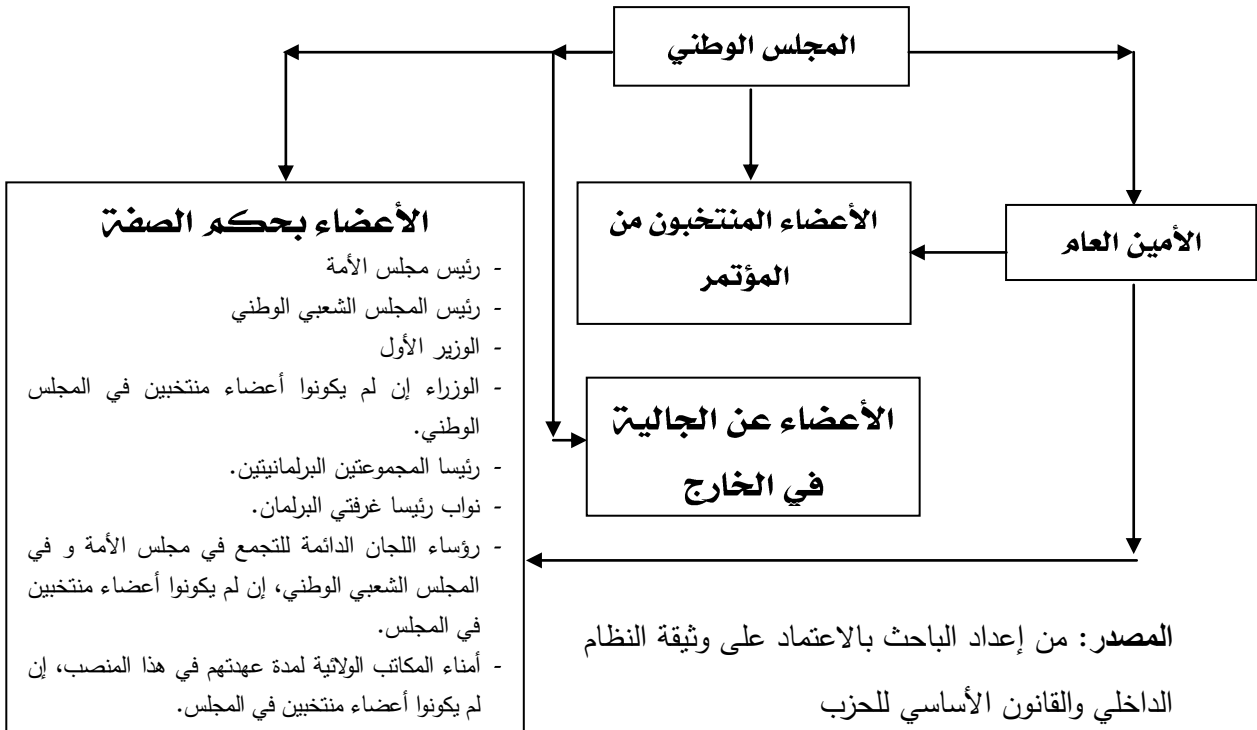 المجلس الوطني
الأمين العام
الأعضاء المنتخبون من
المؤتمر
الأعضاء عن الجالية
في الخارج
الأعضاء بحكم الصفة
- رئيس مجلس الأمة
- رئيس المجلس الشعبي الوطني
- الوزير الأول
- الوزراء إن لم يكونوا أعضاء منتخبين في المجلس
الوطني.
- رئيسا المجموعتين البرلمانيتين.
- نواب رئيسا غرفتي البرلمان.
- رؤساء اللجان الدائمة للتجمع في مجلس الأمة و في
المجلس الشعبي الوطني، إن لم يكونوا أعضاء منتخبين
في المجلس.
- أمناء المكاتب الولائية لمدة عهدتهم في هذا المنصب، إن
لم يكونوا أعضاء منتخبين في المجلس.
المصدر: من إعداد الباحث بالاعتماد على وثيقة النظام
الداخلي والقانون الأساسي للحزب